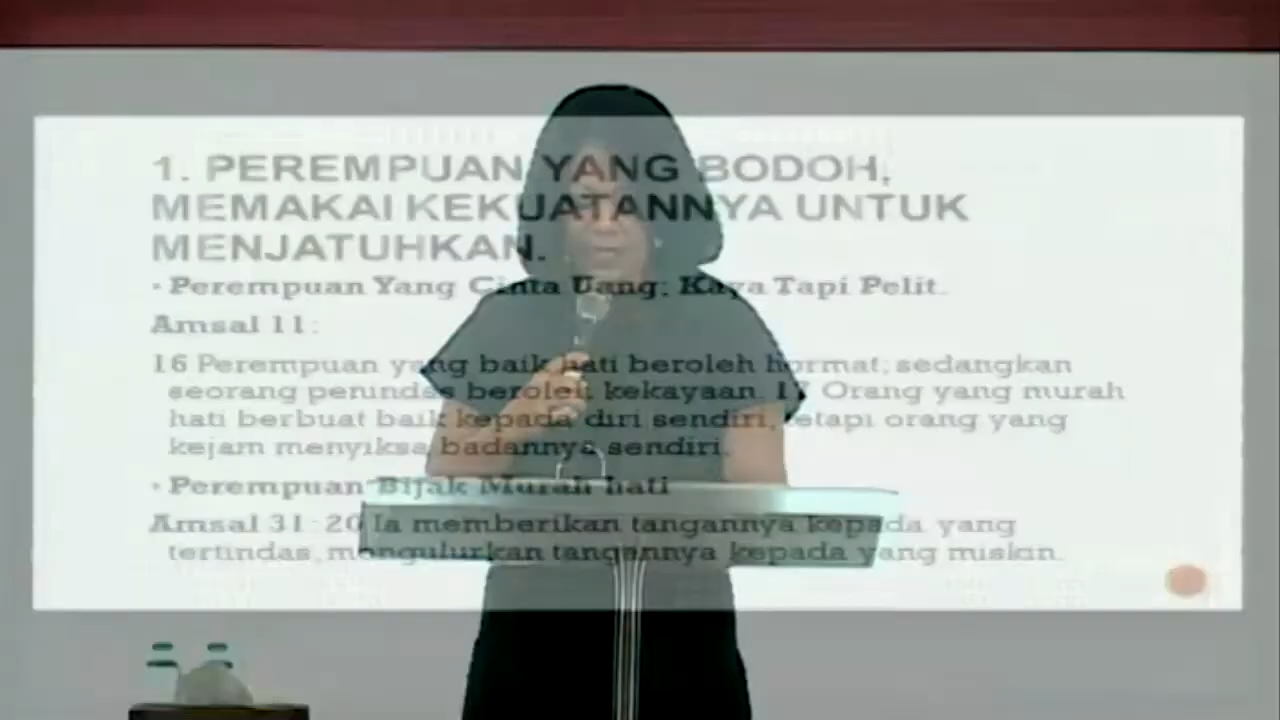 1. PEREMPUAN YANG BODOH,
MEMAKAI KEKUATANNYA UNTUK
MENJATUHKAN.
• Perempuan Yang Cinta Uang; Kaya Tapi Pelit.
Amsal 11:
16 Perempuan yang baik hati beroleh hormat; sedangkan
seorang penindas beroleh kekayaan. 17 Orang yang murah
hati berbuat baik kepada diri sendiri, tetapi orang yang
kejam menyiksa badannya sendiri.
• Perempuan Bijak Murah hati
Amsal 31:20 Ia memberikan tangannya kepada yang
tertindas, mengulurkan tangannya kepada yang miskin.